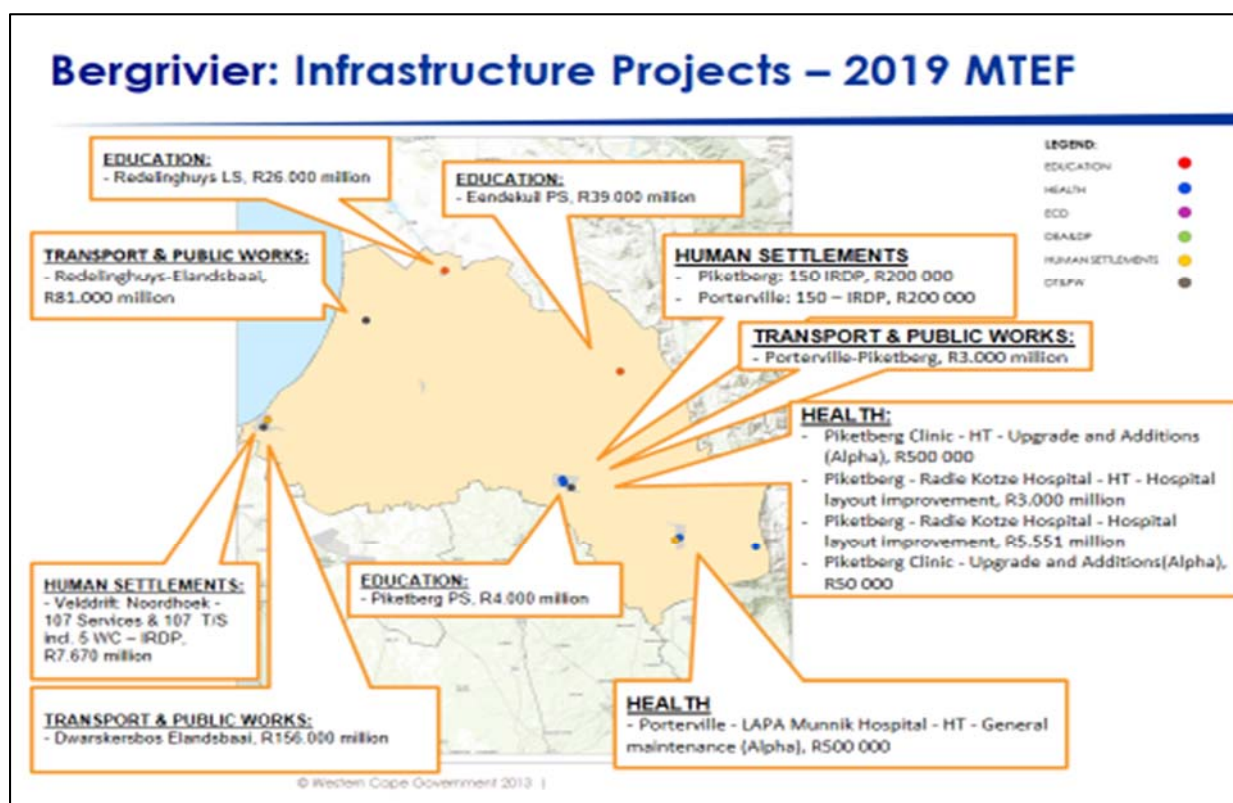 Bergrivier: Infrastructure Projects – 2019 MTEF
EDUCATION:
- Redelinghuys LS, R26.000 million
EDUCATION:
- Eendekuil PS, R39.000 million
LEGEND:
EDUCATION
HEALTH
ECD
DEA&DP
HUMAN SETTLEMENTS
DT&PW
TRANSPORT & PUBLIC WORKS:
- Redelinghuys-Elandsbaai,
R81.000 million
HUMAN SETTLEMENTS
- Piketberg: 150 IRDP, R200 000
- Porterville: 150 – IRDP, R200 000
TRANSPORT & PUBLIC WORKS:
- Porterville-Piketberg, R3.000 million
HEALTH:
- Piketberg Clinic - HT - Upgrade and Additions
(Alpha), R500 000
- Piketberg - Radie Kotze Hospital - HT - Hospital
layout improvement, R3.000 million
- Piketberg - Radie Kotze Hospital - Hospital
layout improvement, R5.551 million
- Piketberg Clinic - Upgrade and Additions(Alpha),
R50 000
HUMAN SETTLEMENTS:
- Velddrift: Noordhoek -
107 Services & 107 T/S
incl. 5 WC – IRDP,
R7.670 million
EDUCATION:
- Piketberg PS, R4.000 million
TRANSPORT & PUBLIC WORKS:
- Dwarskersbos Elandsbaai, R156.000 million
HEALTH
- Porterville - LAPA Munnik Hospital - HT - General
maintenance (Alpha), R500 000
© Western Cape Government 2013 |